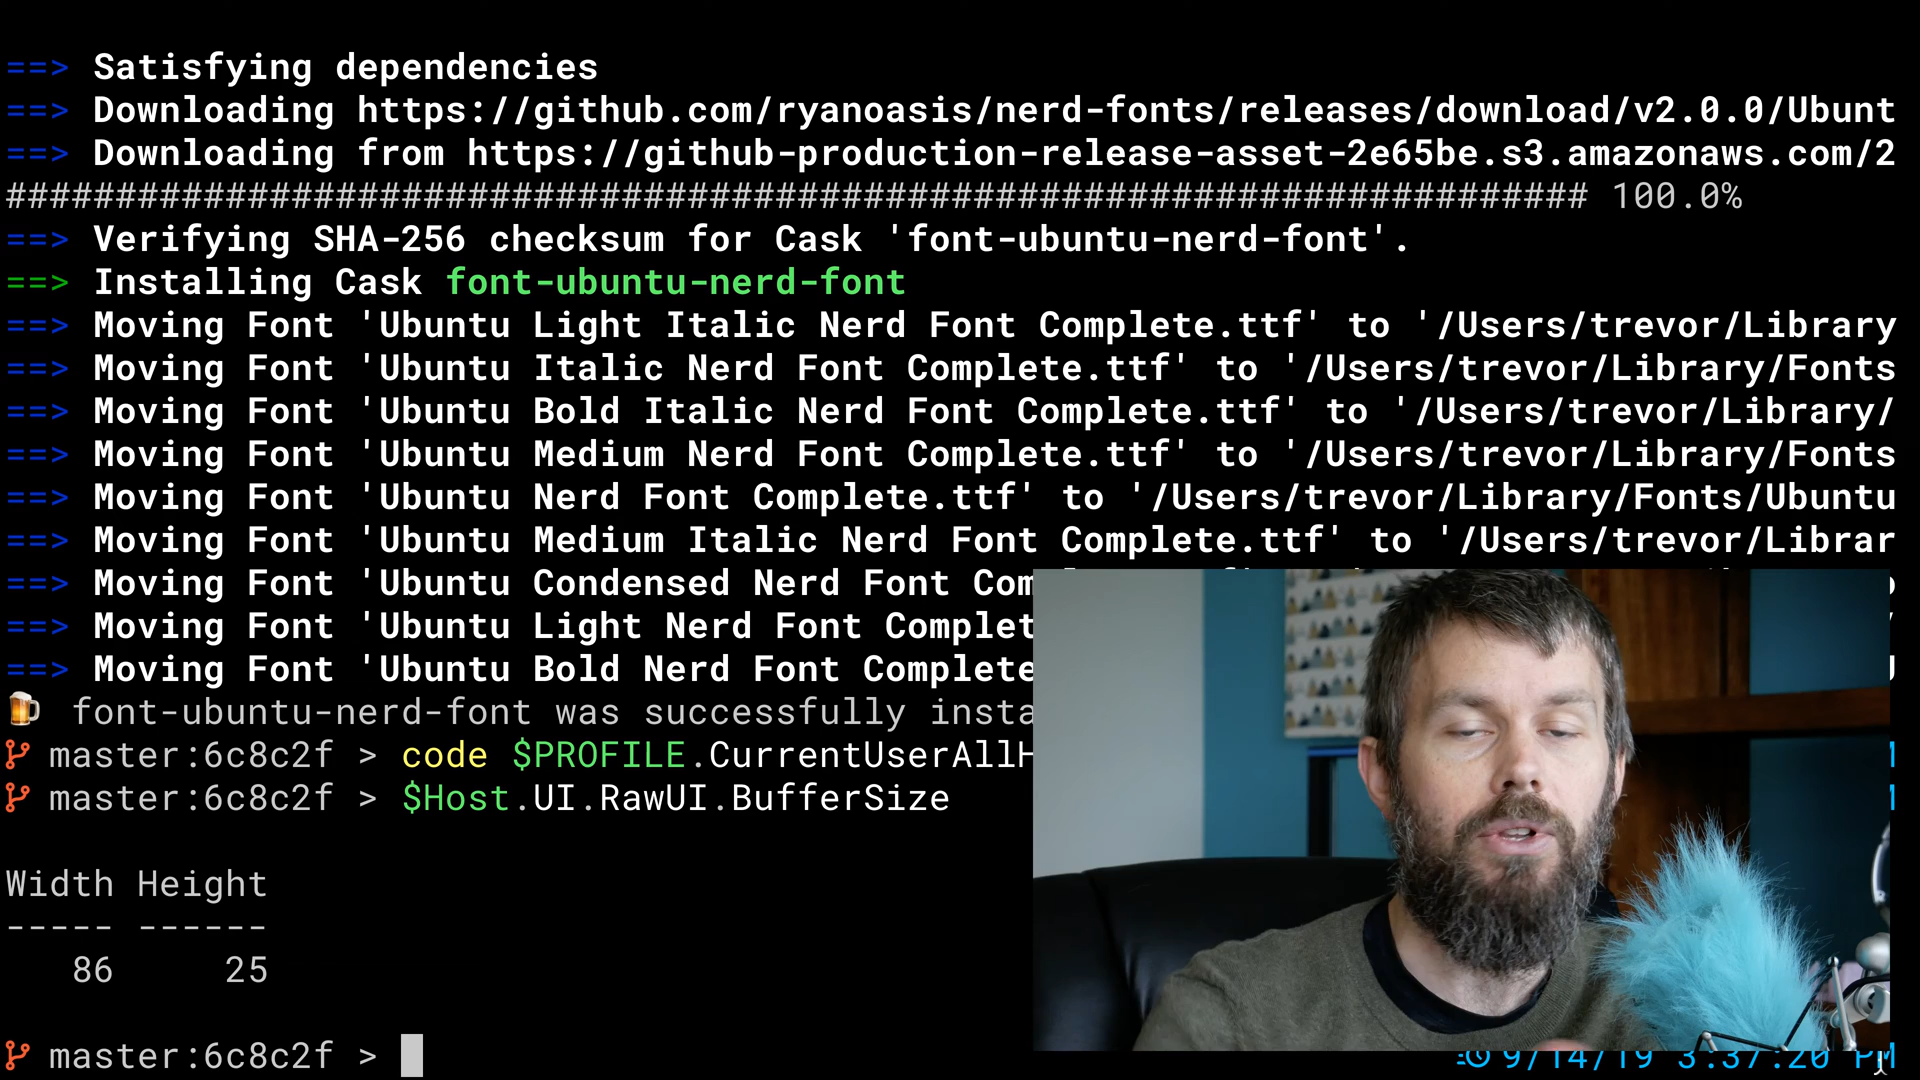 ==> Satisfying dependencies
==> Downloading https://github.com/ryanoasis/nerd-fonts/releases/download/v2.0.0/Ubunt
==> Downloading from https://github-production-release-asset-2e65be.s3.amazonaws.com/2
######################################################################## 100.0%
==> Verifying SHA-256 checksum for Cask 'font-ubuntu-nerd-font'.
==> Installing Cask font-ubuntu-nerd-font
==> Moving Font 'Ubuntu Light Italic Nerd Font Complete.ttf' to '/Users/trevor/Library
==> Moving Font 'Ubuntu Italic Nerd Font Complete.ttf' to '/Users/trevor/Library/Fonts
==> Moving Font 'Ubuntu Bold Italic Nerd Font Complete.ttf' to '/Users/trevor/Library/
==> Moving Font 'Ubuntu Medium Nerd Font Complete.ttf' to '/Users/trevor/Library/Fonts
==> Moving Font 'Ubuntu Nerd Font Complete.ttf' to '/Users/trevor/Library/Fonts/Ubuntu
==> Moving Font 'Ubuntu Medium Italic Nerd Font Complete.ttf' to '/Users/trevor/Librar
==> Moving Font 'Ubuntu Condensed Nerd Font Com
==> Moving Font 'Ubuntu Light Nerd Font Complet
==> Moving Font 'Ubuntu Bold Nerd Font Complete
font-ubuntu-nerd-font was successfully insta
master:6c8c2f > code $PROFILE.CurrentUserAllH
master:6c8c2f > $Host.UI.RawUI.BufferSize
Width Height
----- ------
86 25
master:6c8c2f > 9/14/19 3:37:20 PM